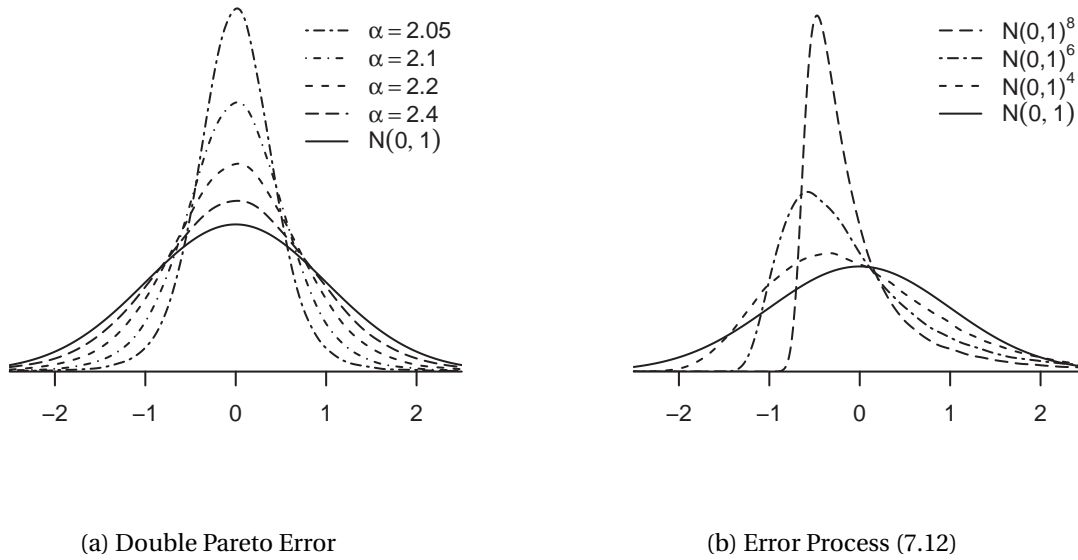 α = 2.05
α = 2.1
α = 2.2
α = 2.4
N(0, 1)
−2 −1 0 1 2
(a) Double Pareto Error
N(0,1)⁸
N(0,1)⁶
N(0,1)⁴
N(0, 1)
−2 −1 0 1 2
(b) Error Process (7.12)